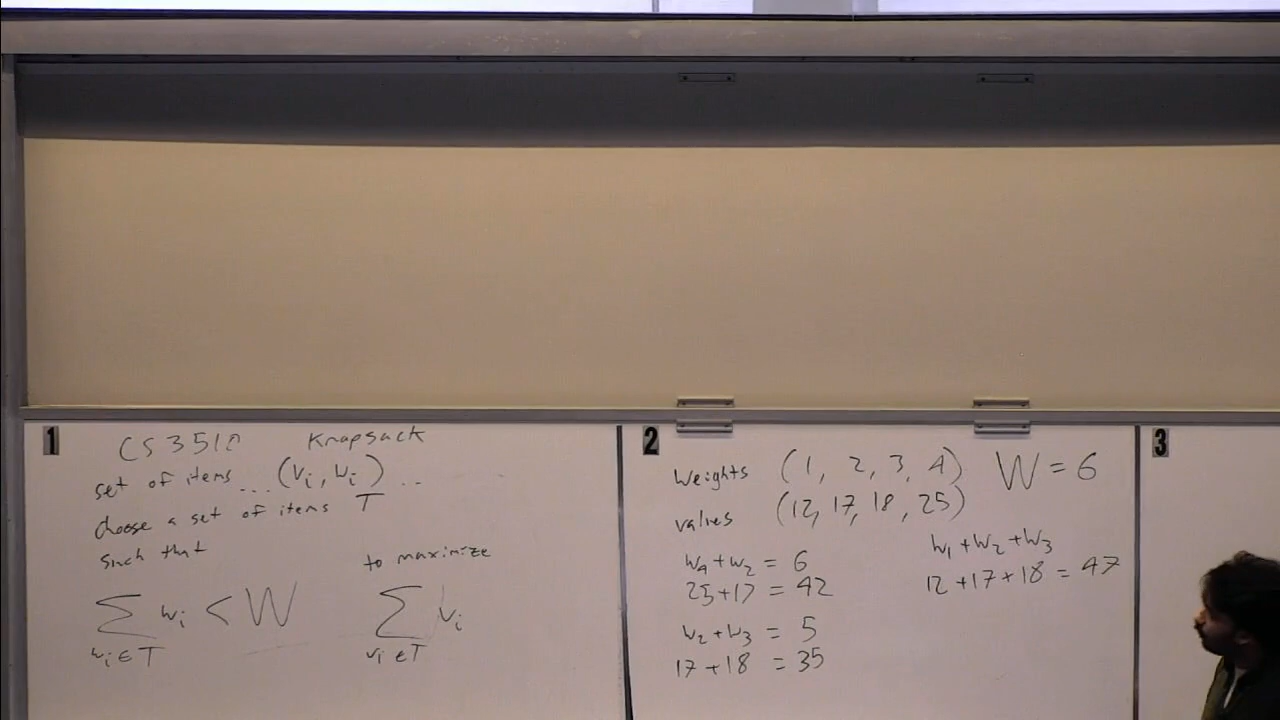 1
CS 3510 Knapsack
set of items ... (vᵢ, wᵢ) ..
choose a set of items T
such that
to maximize
∑ wᵢ < W
wᵢ ∈ T
∑ vᵢ
vᵢ ∈ T
2
Weights (1, 2, 3, 4) W = 6
values (12, 17, 18, 25)
w₄ + w₂ = 6
25 + 17 = 42
w₂ + w₃ = 5
17 + 18 = 35
w₁ + w₂ + w₃
12 + 17 + 18 = 47
3